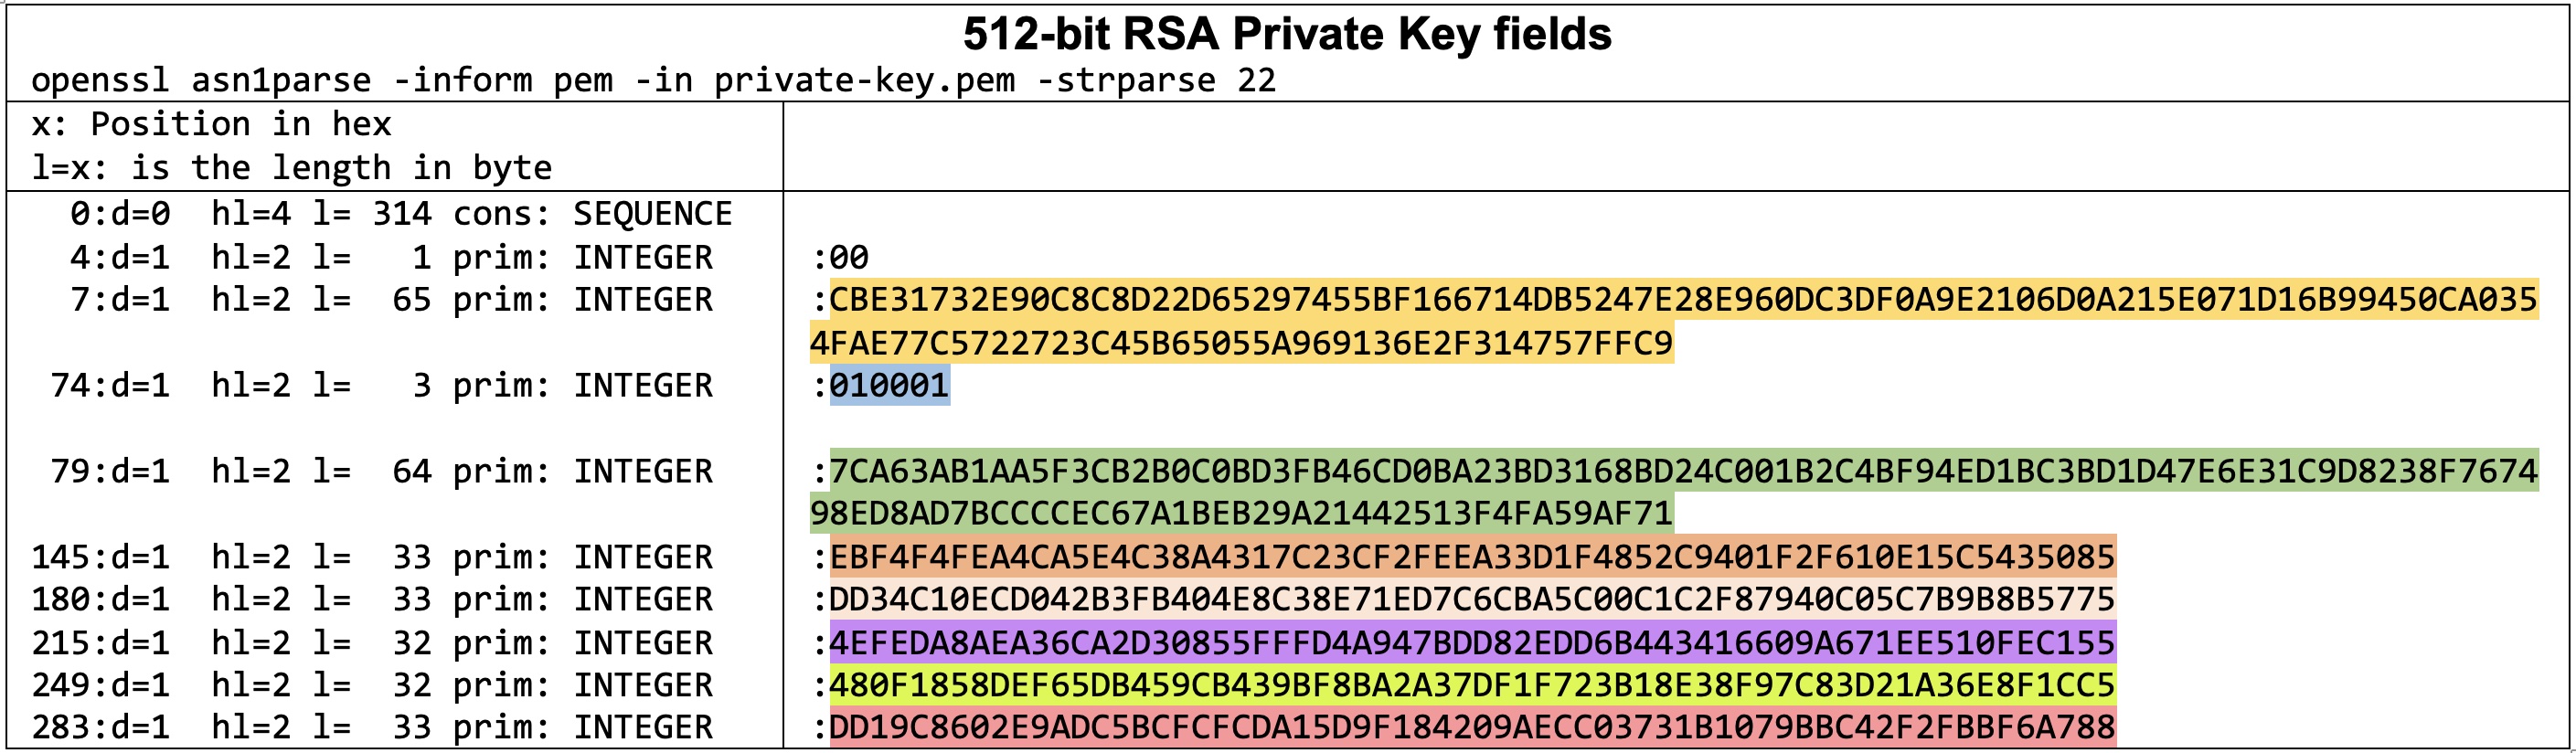 512-bit RSA Private Key fields
openssl asn1parse -inform pem -in private-key.pem -strparse 22
x: Position in hex
l=x: is the length in byte
0:d=0 hl=4 l= 314 cons: SEQUENCE
4:d=1 hl=2 l= 1 prim: INTEGER :00
7:d=1 hl=2 l= 65 prim: INTEGER :CBE31732E90C8C8D22D65297455BF166714DB5247E28E960DC3DF0A9E2106D0A215E071D16B99450CA035
4FAE77C5722723C45B65055A969136E2F314757FFC9
74:d=1 hl=2 l= 3 prim: INTEGER :010001
79:d=1 hl=2 l= 64 prim: INTEGER :7CA63AB1AA5F3CB2B0C0BD3FB46CD0BA23BD3168BD24C001B2C4BF94ED1BC3BD1D47E6E31C9D8238F7674
98ED8AD7BCCCCEC67A1BEB29A21442513F4FA59AF71
145:d=1 hl=2 l= 33 prim: INTEGER :EBF4F4FEA4CA5E4C38A4317C23CF2FEEA33D1F4852C9401F2F610E15C5435085
180:d=1 hl=2 l= 33 prim: INTEGER :DD34C10ECD042B3FB404E8C38E71ED7C6CBA5C00C1C2F87940C05C7B9B8B5775
215:d=1 hl=2 l= 32 prim: INTEGER :4EFEDA8AEA36CA2D30855FFFD4A947BDD82EDD6B443416609A671EE510FEC155
249:d=1 hl=2 l= 32 prim: INTEGER :480F1858DEF65DB459CB439BF8BA2A37DF1F723B18E38F97C83D21A36E8F1CC5
283:d=1 hl=2 l= 33 prim: INTEGER :DD19C8602E9ADC5BCFCFCDA15D9F184209AECC03731B1079BBC42F2FBBF6A788